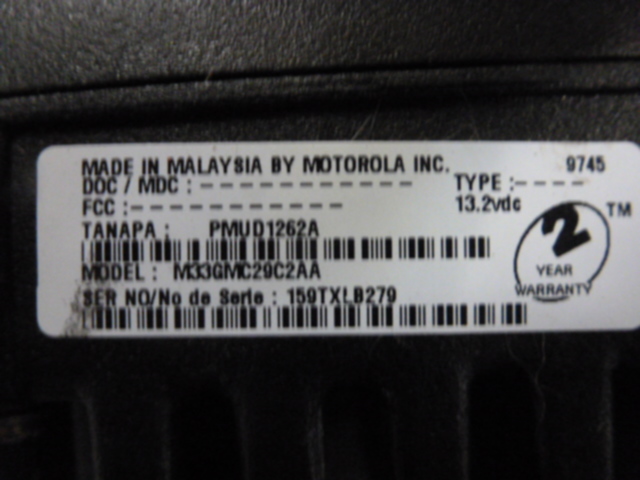 MADE IN MALAYSIA BY MOTOROLA INC. 9745
DOC / MDC : - - - - - - - - - - - - TYPE :- - - -
FCC :- - - - - - - - - - - - 13.2vdc
TANAPA : PMUD1262A
MODEL : M33GMC29C2AA
SER NO/No de Serie : 159TXLB279
2 TM
YEAR
WARRANTY